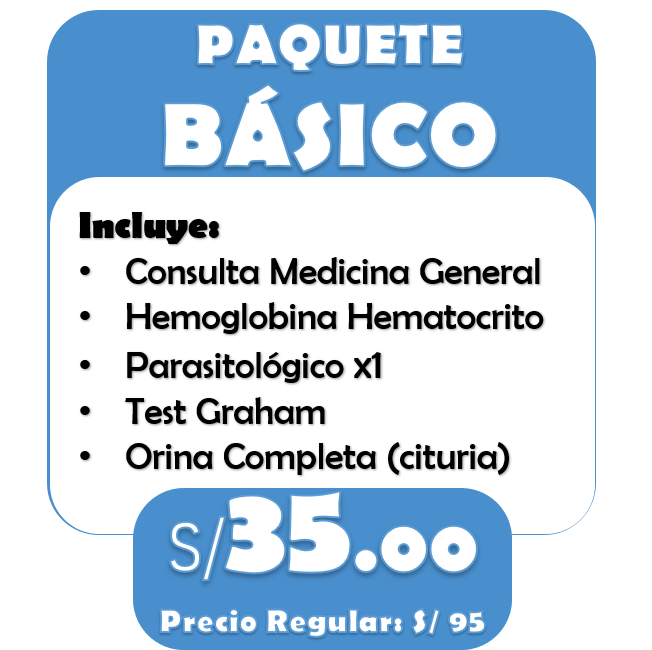 PAQUETE
BÁSICO
Incluye:
• Consulta Medicina General
• Hemoglobina Hematocrito
• Parasitológico x1
• Test Graham
• Orina Completa (cituria)
S/35.00
Precio Regular: S/ 95